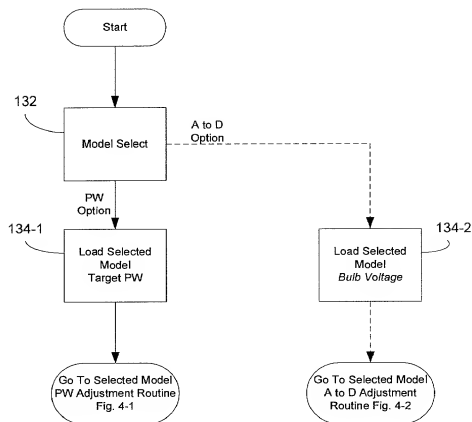 Start
132
Model Select
A to D
Option
PW
Option
134-1
Load Selected
Model
Target PW
134-2
Load Selected
Model
Bulb Voltage
Go To Selected Model
PW Adjustment Routine
Fig. 4-1
Go To Selected Model
A to D Adjustment
Routine Fig. 4-2